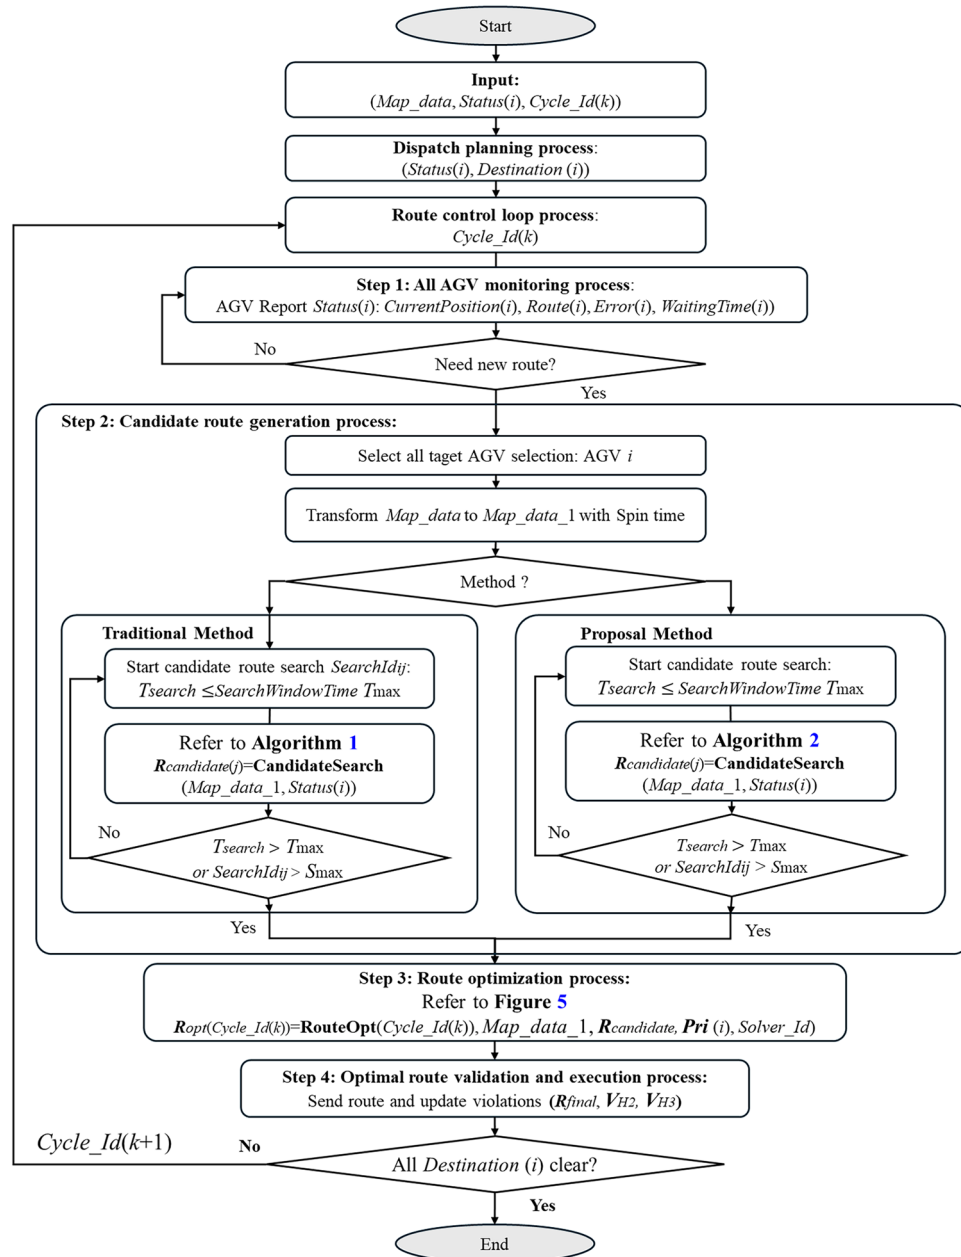 Start
Input:
(Map_data, Status(i), Cycle_Id(k))
Dispatch planning process:
(Status(i), Destination (i))
Route control loop process:
Cycle_Id(k)
Step 1: All AGV monitoring process:
AGV Report Status(i): CurrentPosition(i), Route(i), Error(i), WaitingTime(i))
No
Need new route?
Yes
Step 2: Candidate route generation process:
Select all taget AGV selection: AGV i
Transform Map_data to Map_data_1 with Spin time
Method ?
Traditional Method
Start candidate route search SearchIdij:
Tsearch ≤SearchWindowTime Tmax
Refer to Algorithm 1
Rcandidate(j)=CandidateSearch
(Map_data_1, Status(i))
No
Tsearch > Tmax
or SearchIdij > Smax
Yes
Proposal Method
Start candidate route search:
Tsearch ≤ SearchWindowTime Tmax
Refer to Algorithm 2
Rcandidate(j)=CandidateSearch
(Map_data_1, Status(i))
No
Tsearch > Tmax
or SearchIdij > Smax
Yes
Step 3: Route optimization process:
Refer to Figure 5
Ropt(Cycle_Id(k))=RouteOpt(Cycle_Id(k)), Map_data_1, Rcandidate, Pri (i), Solver_Id)
Step 4: Optimal route validation and execution process:
Send route and update violations (Rfinal, VH2, VH3)
Cycle_Id(k+1)
No
All Destination (i) clear?
Yes
End